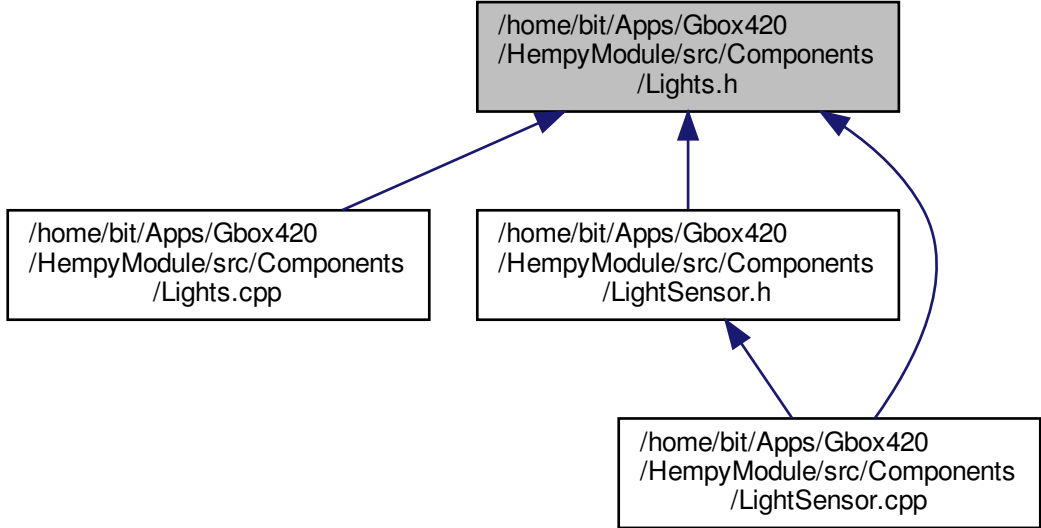 /home/bit/Apps/Gbox420
/HempyModule/src/Components
/Lights.h
/home/bit/Apps/Gbox420
/HempyModule/src/Components
/Lights.cpp
/home/bit/Apps/Gbox420
/HempyModule/src/Components
/LightSensor.h
/home/bit/Apps/Gbox420
/HempyModule/src/Components
/LightSensor.cpp